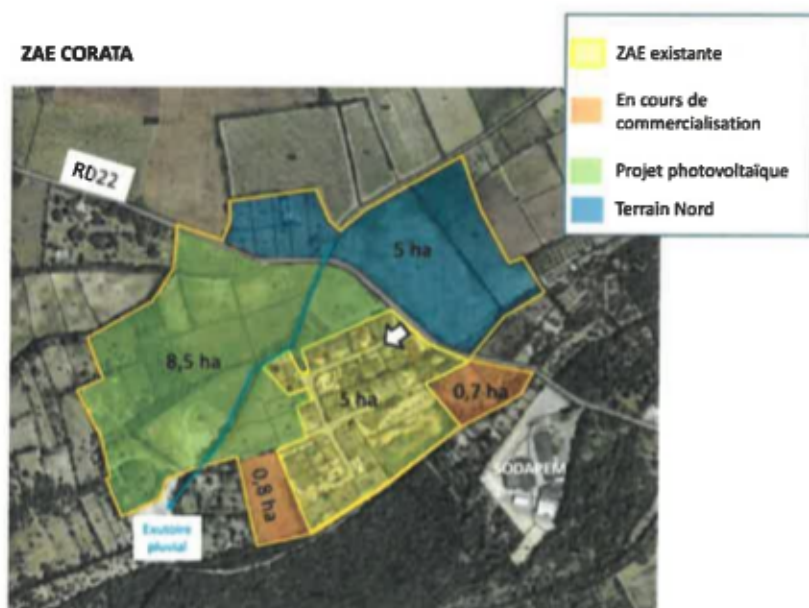 ZAE CORATA
ZAE existante
En cours de
commercialisation
Projet photovoltaïque
Terrain Nord
RD22
5 ha
8,5 ha
5 ha
0,7 ha
0,8 ha
SODAPEM
Exutoire
pluvial